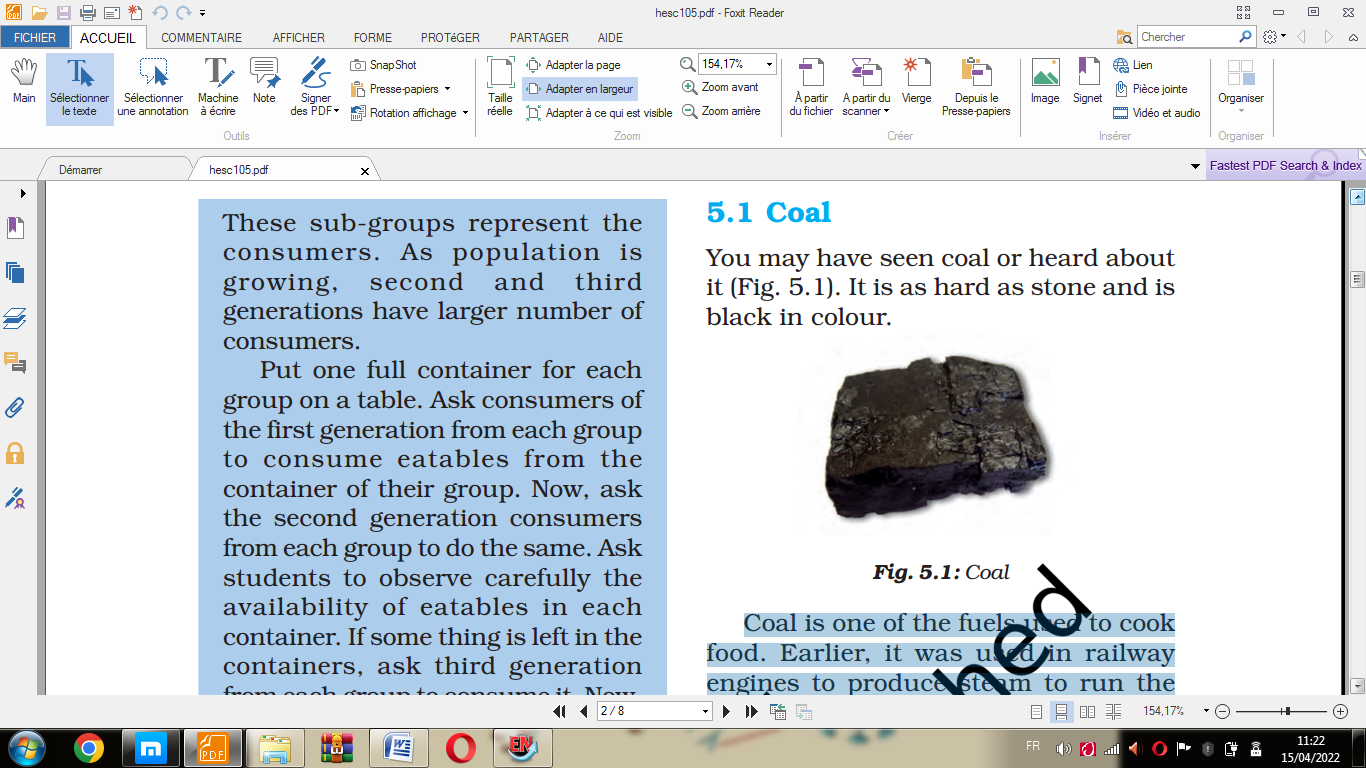 hesc105.pdf - Foxit Reader
FICHIER
ACCUEIL
COMMENTAIRE
AFFICHER
FORME
PROTéGER
PARTAGER
AIDE
Chercher
Main
Sélectionner
le texte
Sélectionner
une annotation
Machine
à écrire
Note
Signer
des PDF
SnapShot
Presse-papiers
Rotation affichage
Outils
Taille
réelle
Adapter la page
Adapter en largeur
Adapter à ce qui est visible
154,17%
Zoom avant
Zoom arrière
Zoom
À partir
du fichier
A partir du
scanner
Vierge
Depuis le
Presse-papiers
Créer
Image
Signet
Lien
Pièce jointe
Vidéo et audio
Insérer
Organiser
Organiser
Démarrer
hesc105.pdf
Fastest PDF Search & Index
These sub-groups represent the
consumers. As population is
growing, second and third
generations have larger number of
consumers.
Put one full container for each
group on a table. Ask consumers of
the first generation from each group
to consume eatables from the
container of their group. Now, ask
the second generation consumers
from each group to do the same. Ask
students to observe carefully the
availability of eatables in each
container. If some thing is left in the
containers, ask third generation
from each group to consume it. Now,
5.1 Coal
You may have seen coal or heard about
it (Fig. 5.1). It is as hard as stone and is
black in colour.
Fig. 5.1: Coal
Coal is one of the fuels used to cook
food. Earlier, it was used in railway
engines to produce steam to run the
hed
2 / 8
154,17%
PDF
FR
11:22
15/04/2022